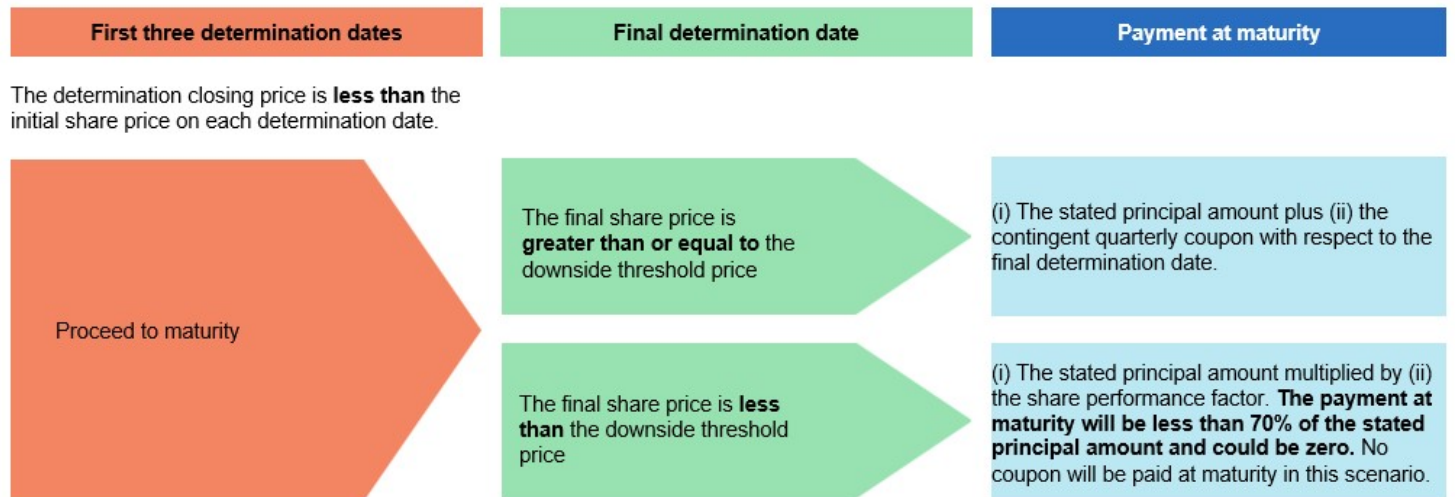 First three determination dates
Final determination date
Payment at maturity
The determination closing price is less than the
initial share price on each determination date.
Proceed to maturity
The final share price is
greater than or equal to the
downside threshold price
(i) The stated principal amount plus (ii) the
contingent quarterly coupon with respect to the
final determination date.
The final share price is less
than the downside threshold
price
(i) The stated principal amount multiplied by (ii)
the share performance factor. The payment at
maturity will be less than 70% of the stated
principal amount and could be zero. No
coupon will be paid at maturity in this scenario.